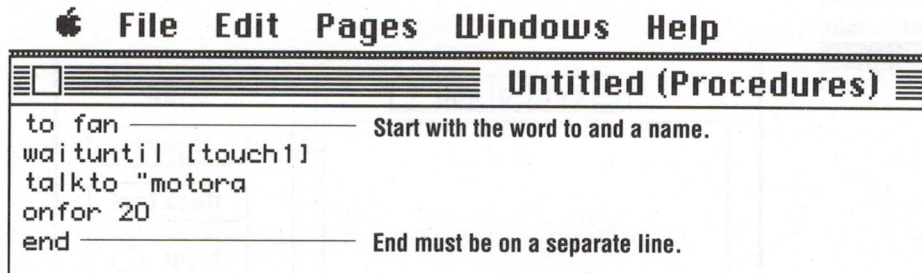 File Edit Pages Windows Help
Untitled (Procedures)
to fan Start with the word to and a name.
waituntil [touch1]
talkto "motora
onfor 20
end End must be on a separate line.